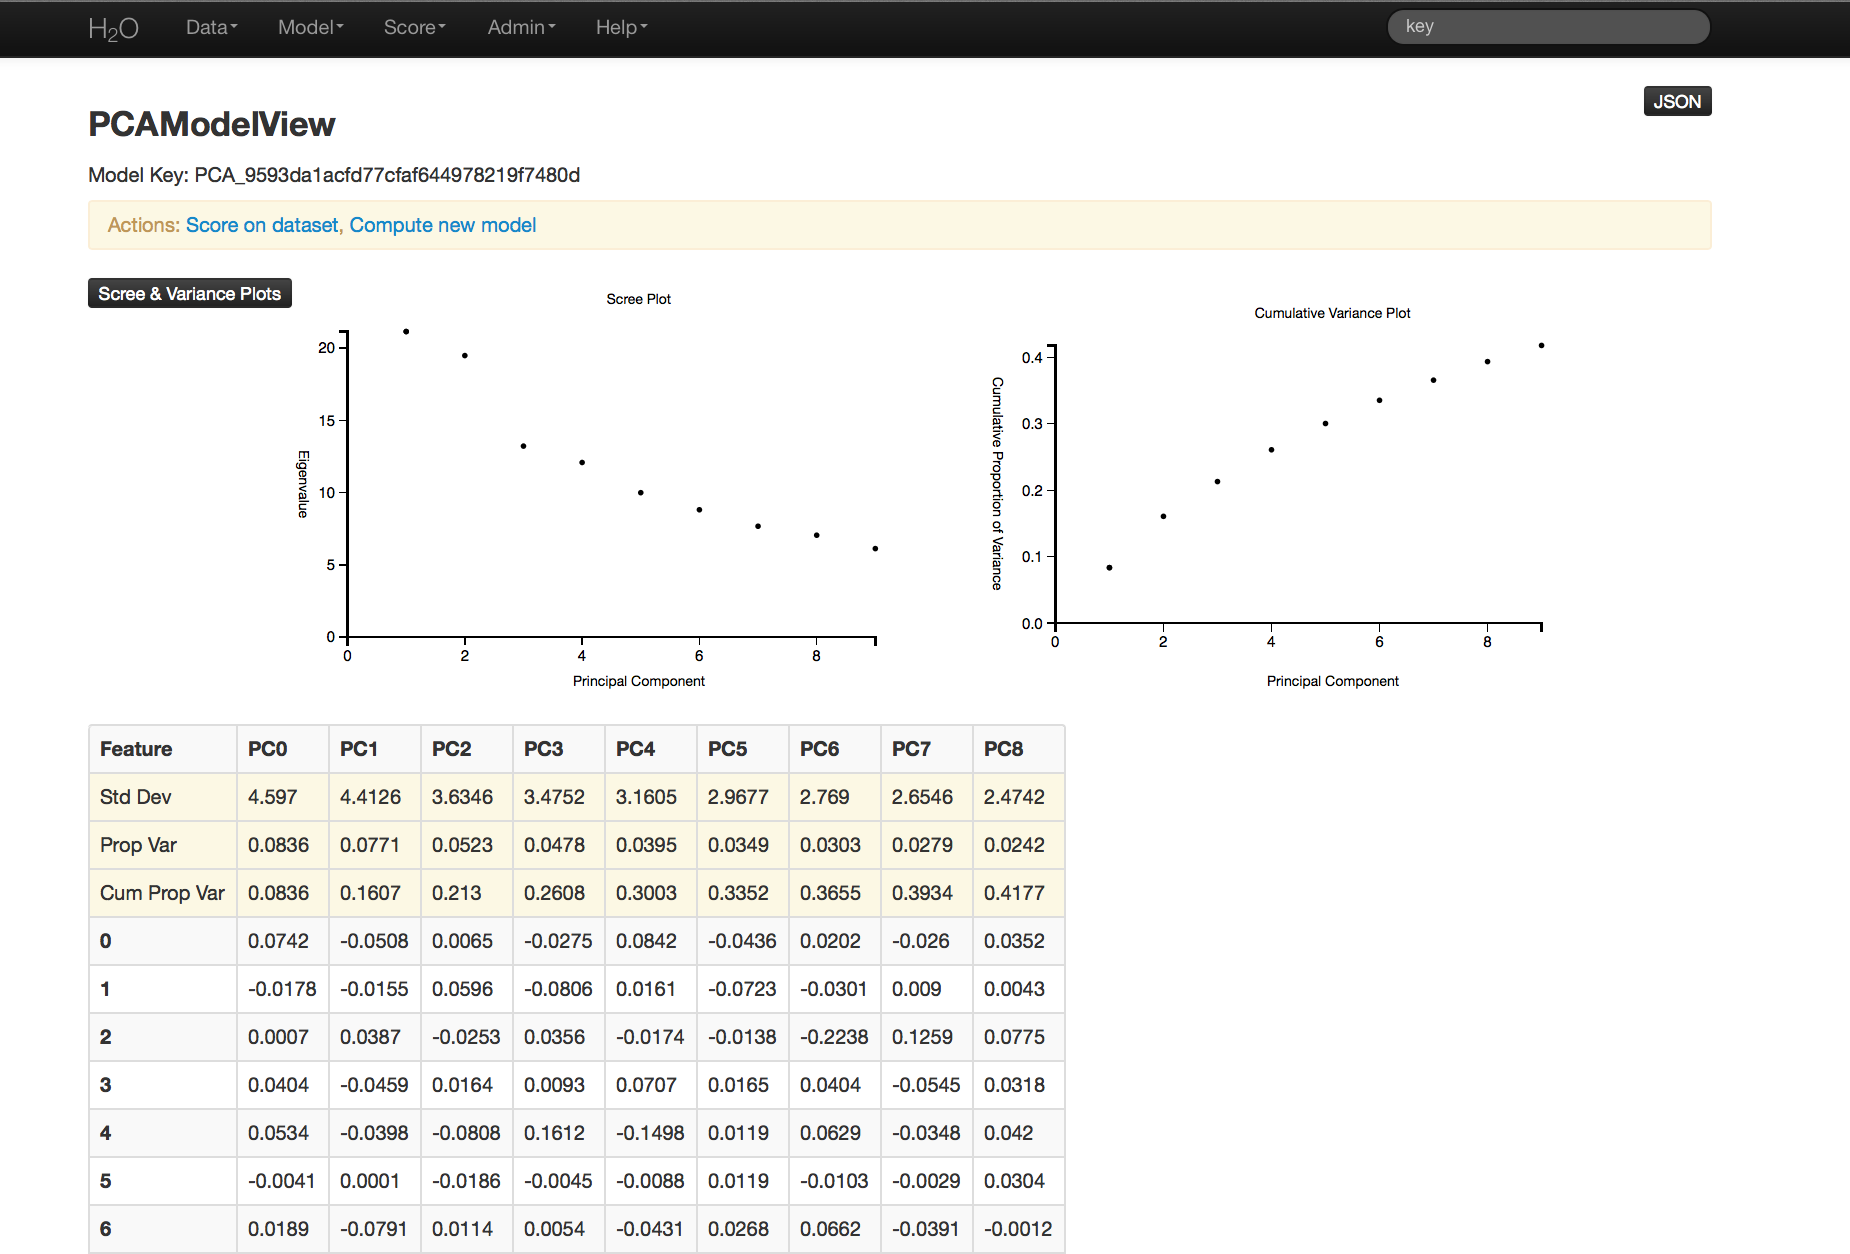 H2O Data Model Score Admin Help key
JSON
PCAModelView
Model Key: PCA_9593da1acfd77cfaf644978219f7480d
Actions: Score on dataset, Compute new model
Scree & Variance Plots
Scree Plot
20
15
10
5
0
Eigenvalue
0 2 4 6 8
Principal Component
Cumulative Variance Plot
0.4
0.3
0.2
0.1
0.0
Cumulative Proportion of Variance
0 2 4 6 8
Principal Component
Feature PC0 PC1 PC2 PC3 PC4 PC5 PC6 PC7 PC8
Std Dev 4.597 4.4126 3.6346 3.4752 3.1605 2.9677 2.769 2.6546 2.4742
Prop Var 0.0836 0.0771 0.0523 0.0478 0.0395 0.0349 0.0303 0.0279 0.0242
Cum Prop Var 0.0836 0.1607 0.213 0.2608 0.3003 0.3352 0.3655 0.3934 0.4177
0 0.0742 -0.0508 0.0065 -0.0275 0.0842 -0.0436 0.0202 -0.026 0.0352
1 -0.0178 -0.0155 0.0596 -0.0806 0.0161 -0.0723 -0.0301 0.009 0.0043
2 0.0007 0.0387 -0.0253 0.0356 -0.0174 -0.0138 -0.2238 0.1259 0.0775
3 0.0404 -0.0459 0.0164 0.0093 0.0707 0.0165 0.0404 -0.0545 0.0318
4 0.0534 -0.0398 -0.0808 0.1612 -0.1498 0.0119 0.0629 -0.0348 0.042
5 -0.0041 0.0001 -0.0186 -0.0045 -0.0088 0.0119 -0.0103 -0.0029 0.0304
6 0.0189 -0.0791 0.0114 0.0054 -0.0431 0.0268 0.0662 -0.0391 -0.0012